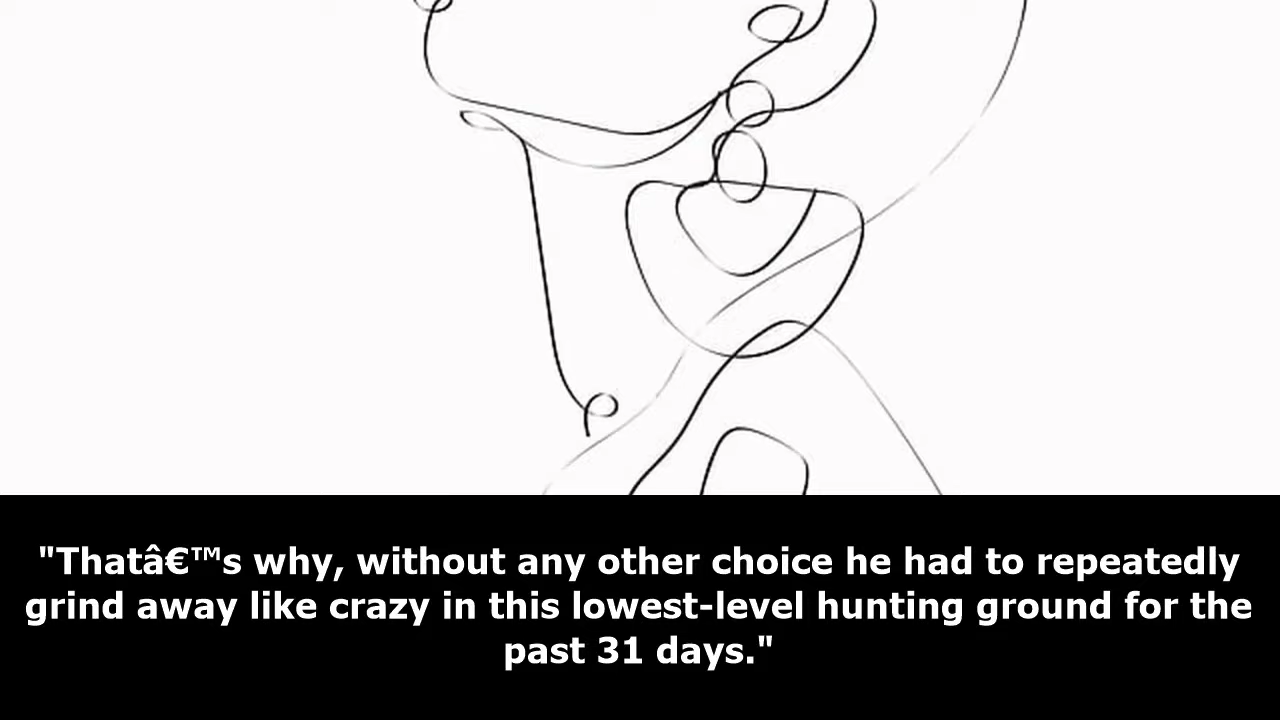 "Thatâ€™s why, without any other choice he had to repeatedly
grind away like crazy in this lowest-level hunting ground for the
past 31 days."